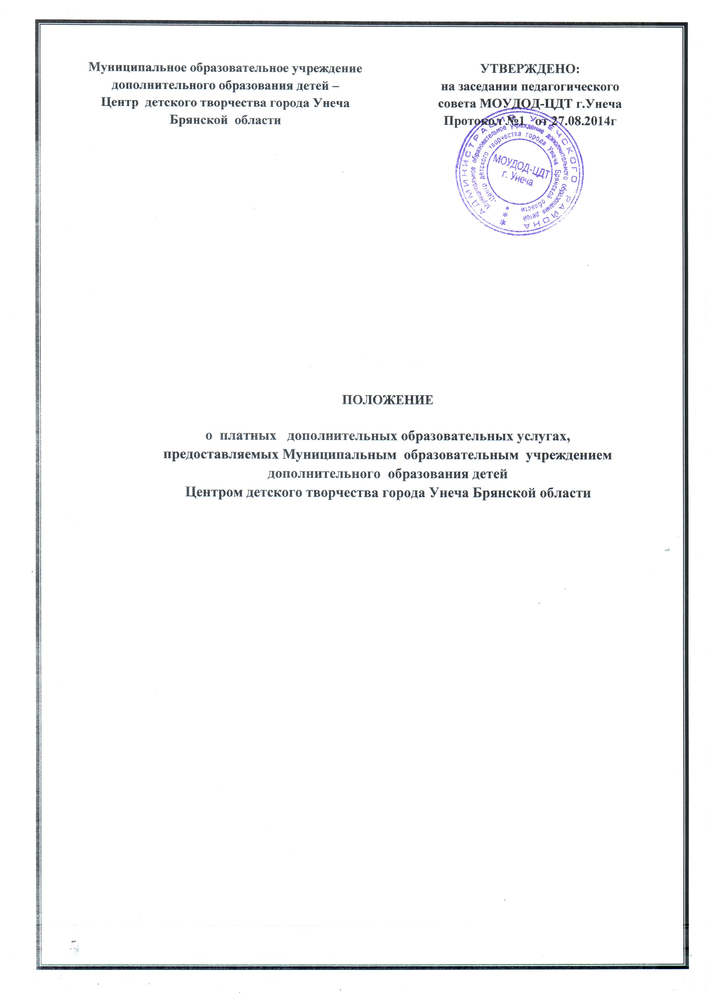 Муниципальное образовательное учреждение
дополнительного образования детей –
Центр детского творчества города Унеча
Брянской области
УТВЕРЖДЕНО:
на заседании педагогического
совета МОУДОД-ЦДТ г.Унеча
Протокол №1 от 27.08.2014г
АДМИНИСТРАЦИЯ УНЕЧСКОГО РАЙОНА
Муниципальное образовательное учреждение дополнительного образования детей
-Центр детского творчества города Унеча Брянской области
МОУДОД-ЦДТ
г. Унеча
ПОЛОЖЕНИЕ
о платных дополнительных образовательных услугах,
предоставляемых Муниципальным образовательным учреждением
дополнительного образования детей
Центром детского творчества города Унеча Брянской области